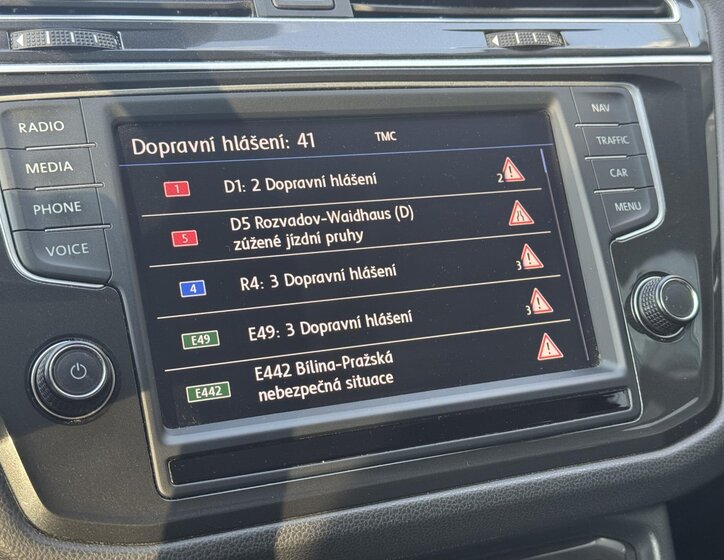 RADIO
MEDIA
PHONE
VOICE
NAV
TRAFFIC
CAR
MENU
Dopravní hlášení: 41 TMC
1 D1: 2 Dopravní hlášení 2
5 D5 Rozvadov-Waidhaus (D)
zúžené jízdní pruhy
4 R4: 3 Dopravní hlášení 3
E49 E49: 3 Dopravní hlášení 3
E442 E442 Bílina-Pražská
nebezpečná situace